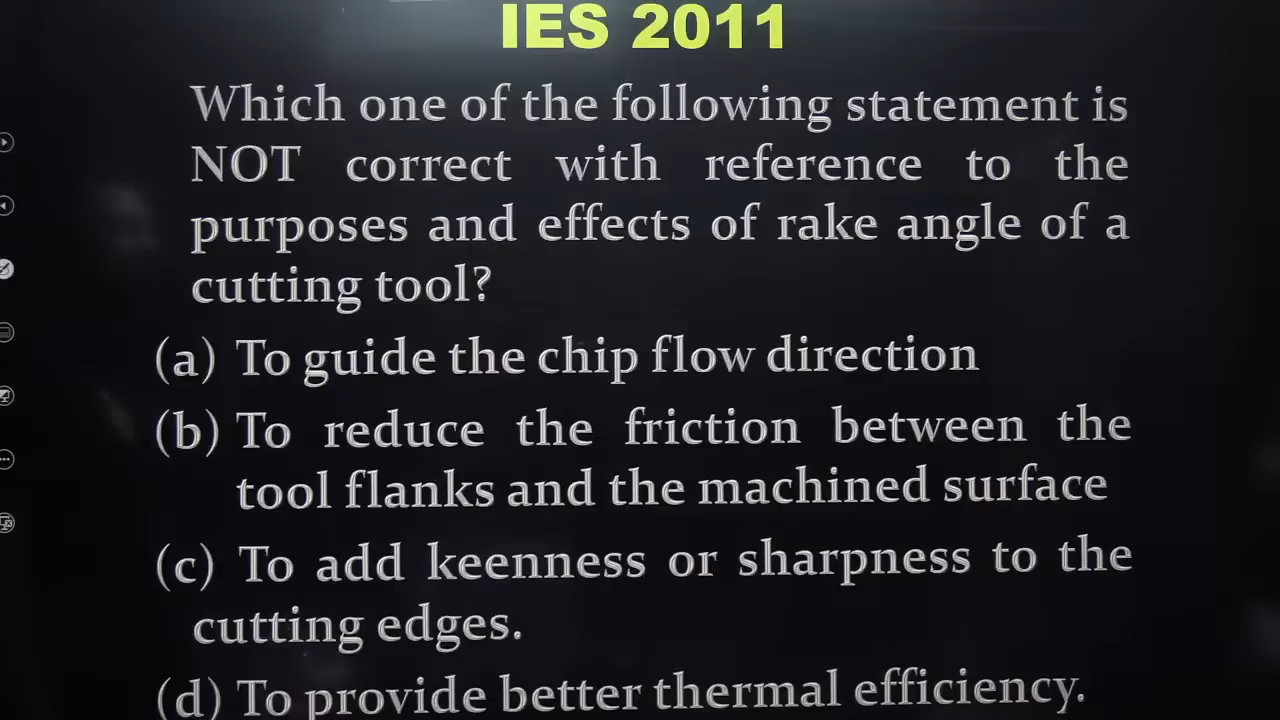 IES 2011
Which one of the following statement is
NOT correct with reference to the
purposes and effects of rake angle of a
cutting tool?
(a) To guide the chip flow direction
(b) To reduce the friction between the
tool flanks and the machined surface
(c) To add keenness or sharpness to the
cutting edges.
(d) To provide better thermal efficiency.